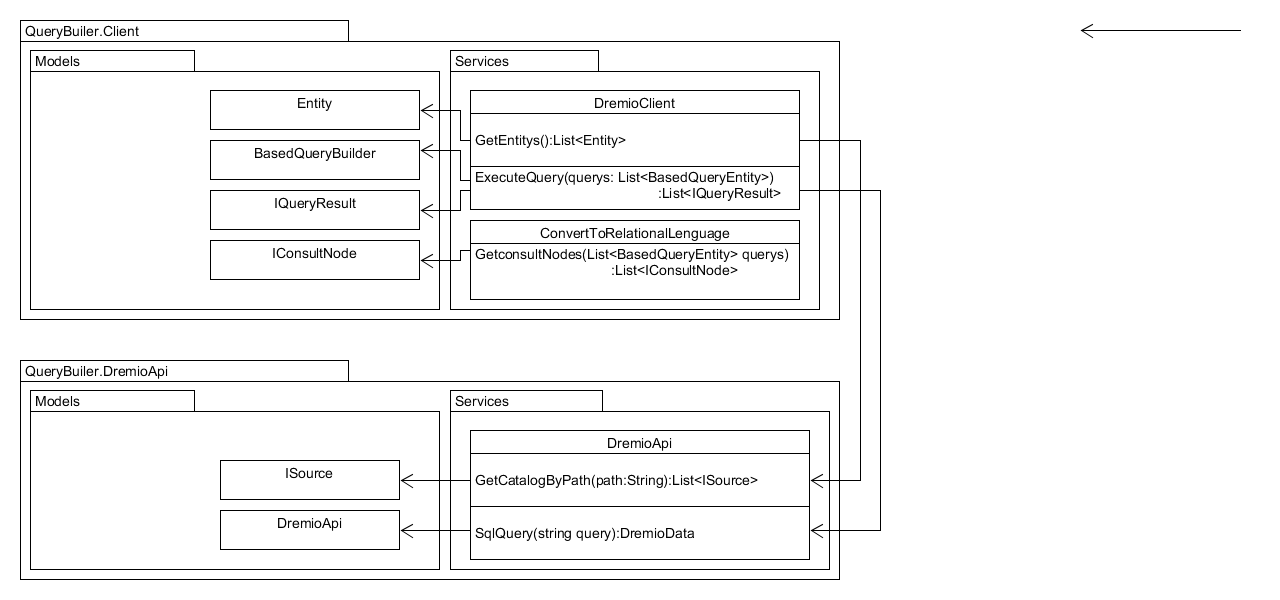 QueryBuiler.Client
Models
Entity
BasedQueryBuilder
IQueryResult
IConsultNode
Services
DremioClient
GetEntitys():List<Entity>
ExecuteQuery(querys: List<BasedQueryEntity>)
:List<IQueryResult>
ConvertToRelationalLenguage
GetconsultNodes(List<BasedQueryEntity> querys)
:List<IConsultNode>
QueryBuiler.DremioApi
Models
ISource
DremioApi
Services
DremioApi
GetCatalogByPath(path:String):List<ISource>
SqlQuery(string query):DremioData